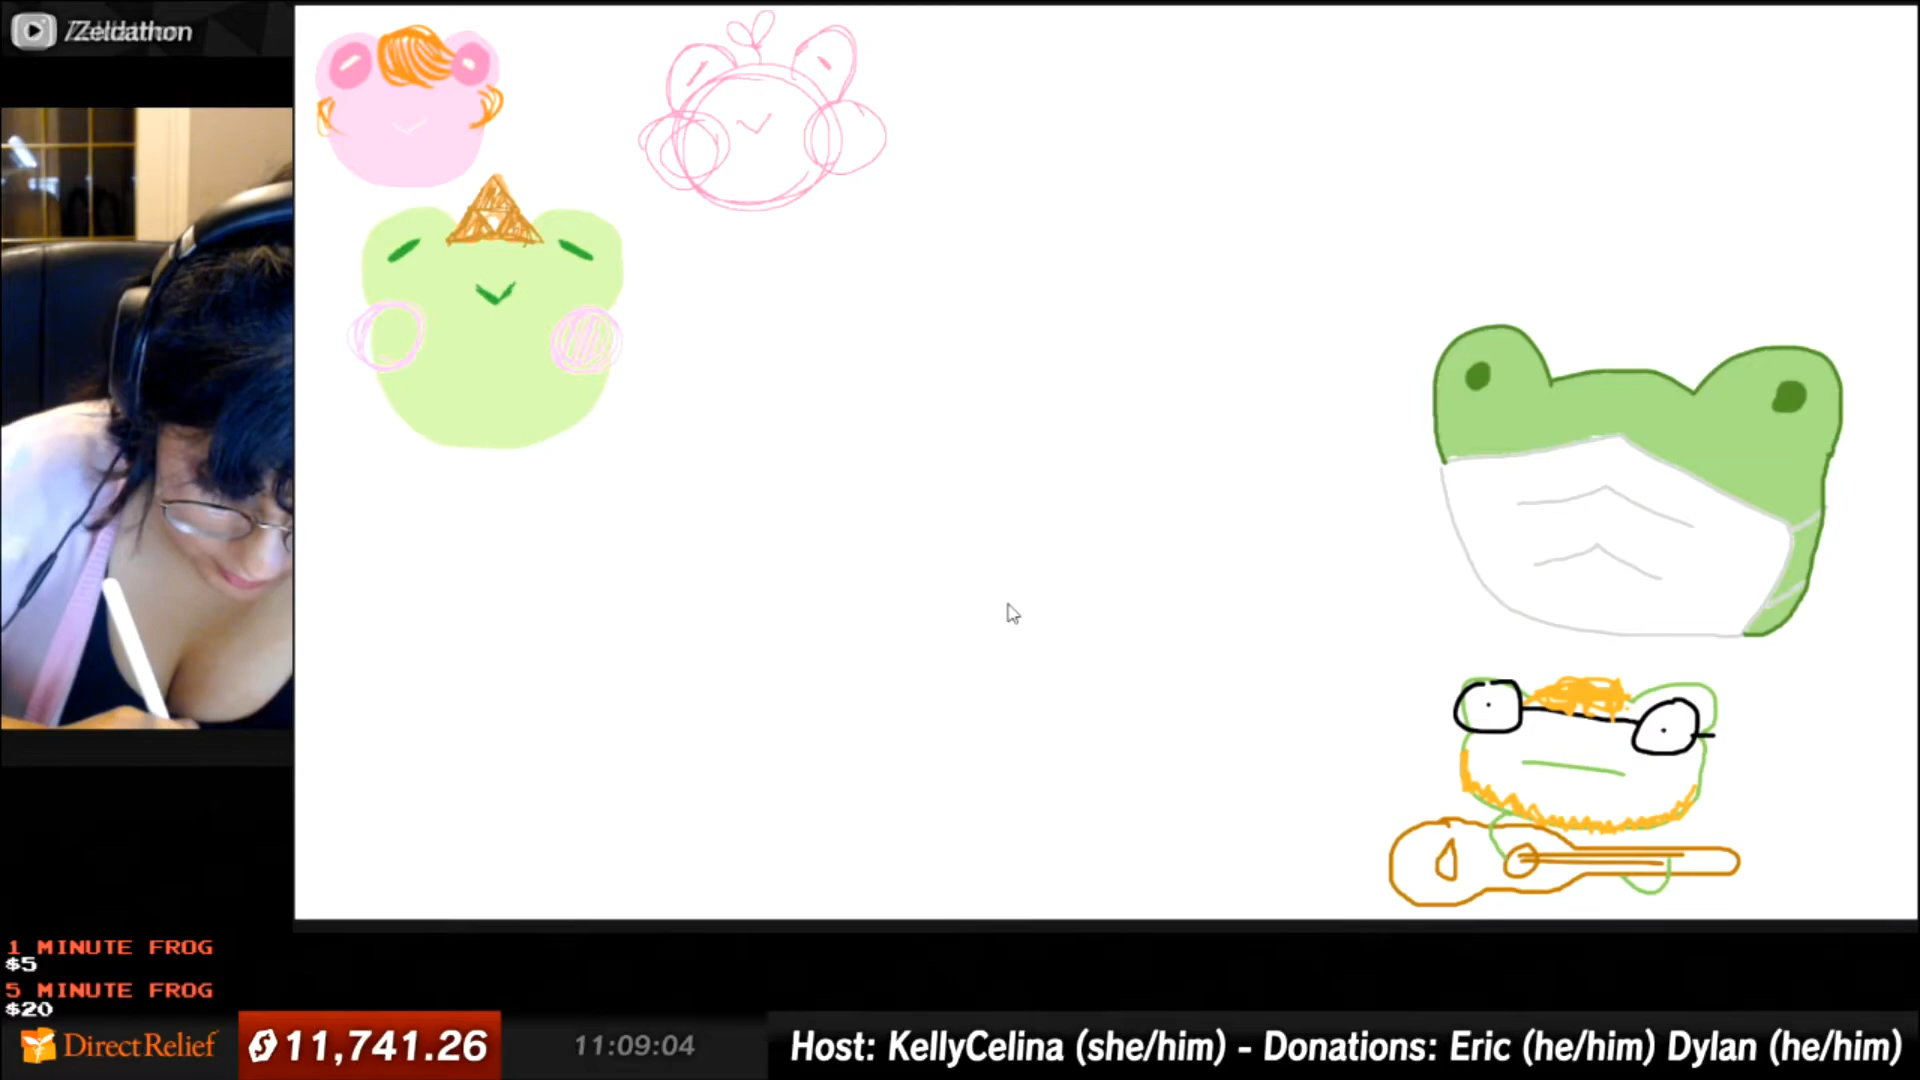 /Zeldathon
1 MINUTE FROG
$5
5 MINUTE FROG
$20
DirectRelief
$11,741.26
11:09:04
Host: KellyCelina (she/him) - Donations: Eric (he/him) Dylan (he/him)